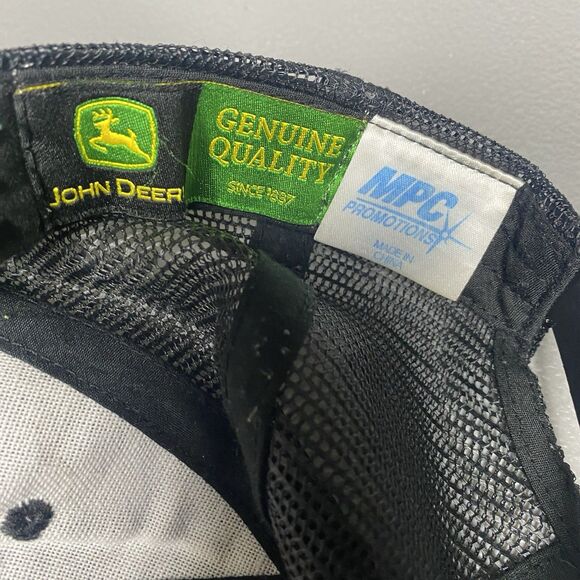 JOHN DEERE
GENUINE
QUALITY
SINCE 1837
MPC
PROMOTIONS
MADE IN
CHINA